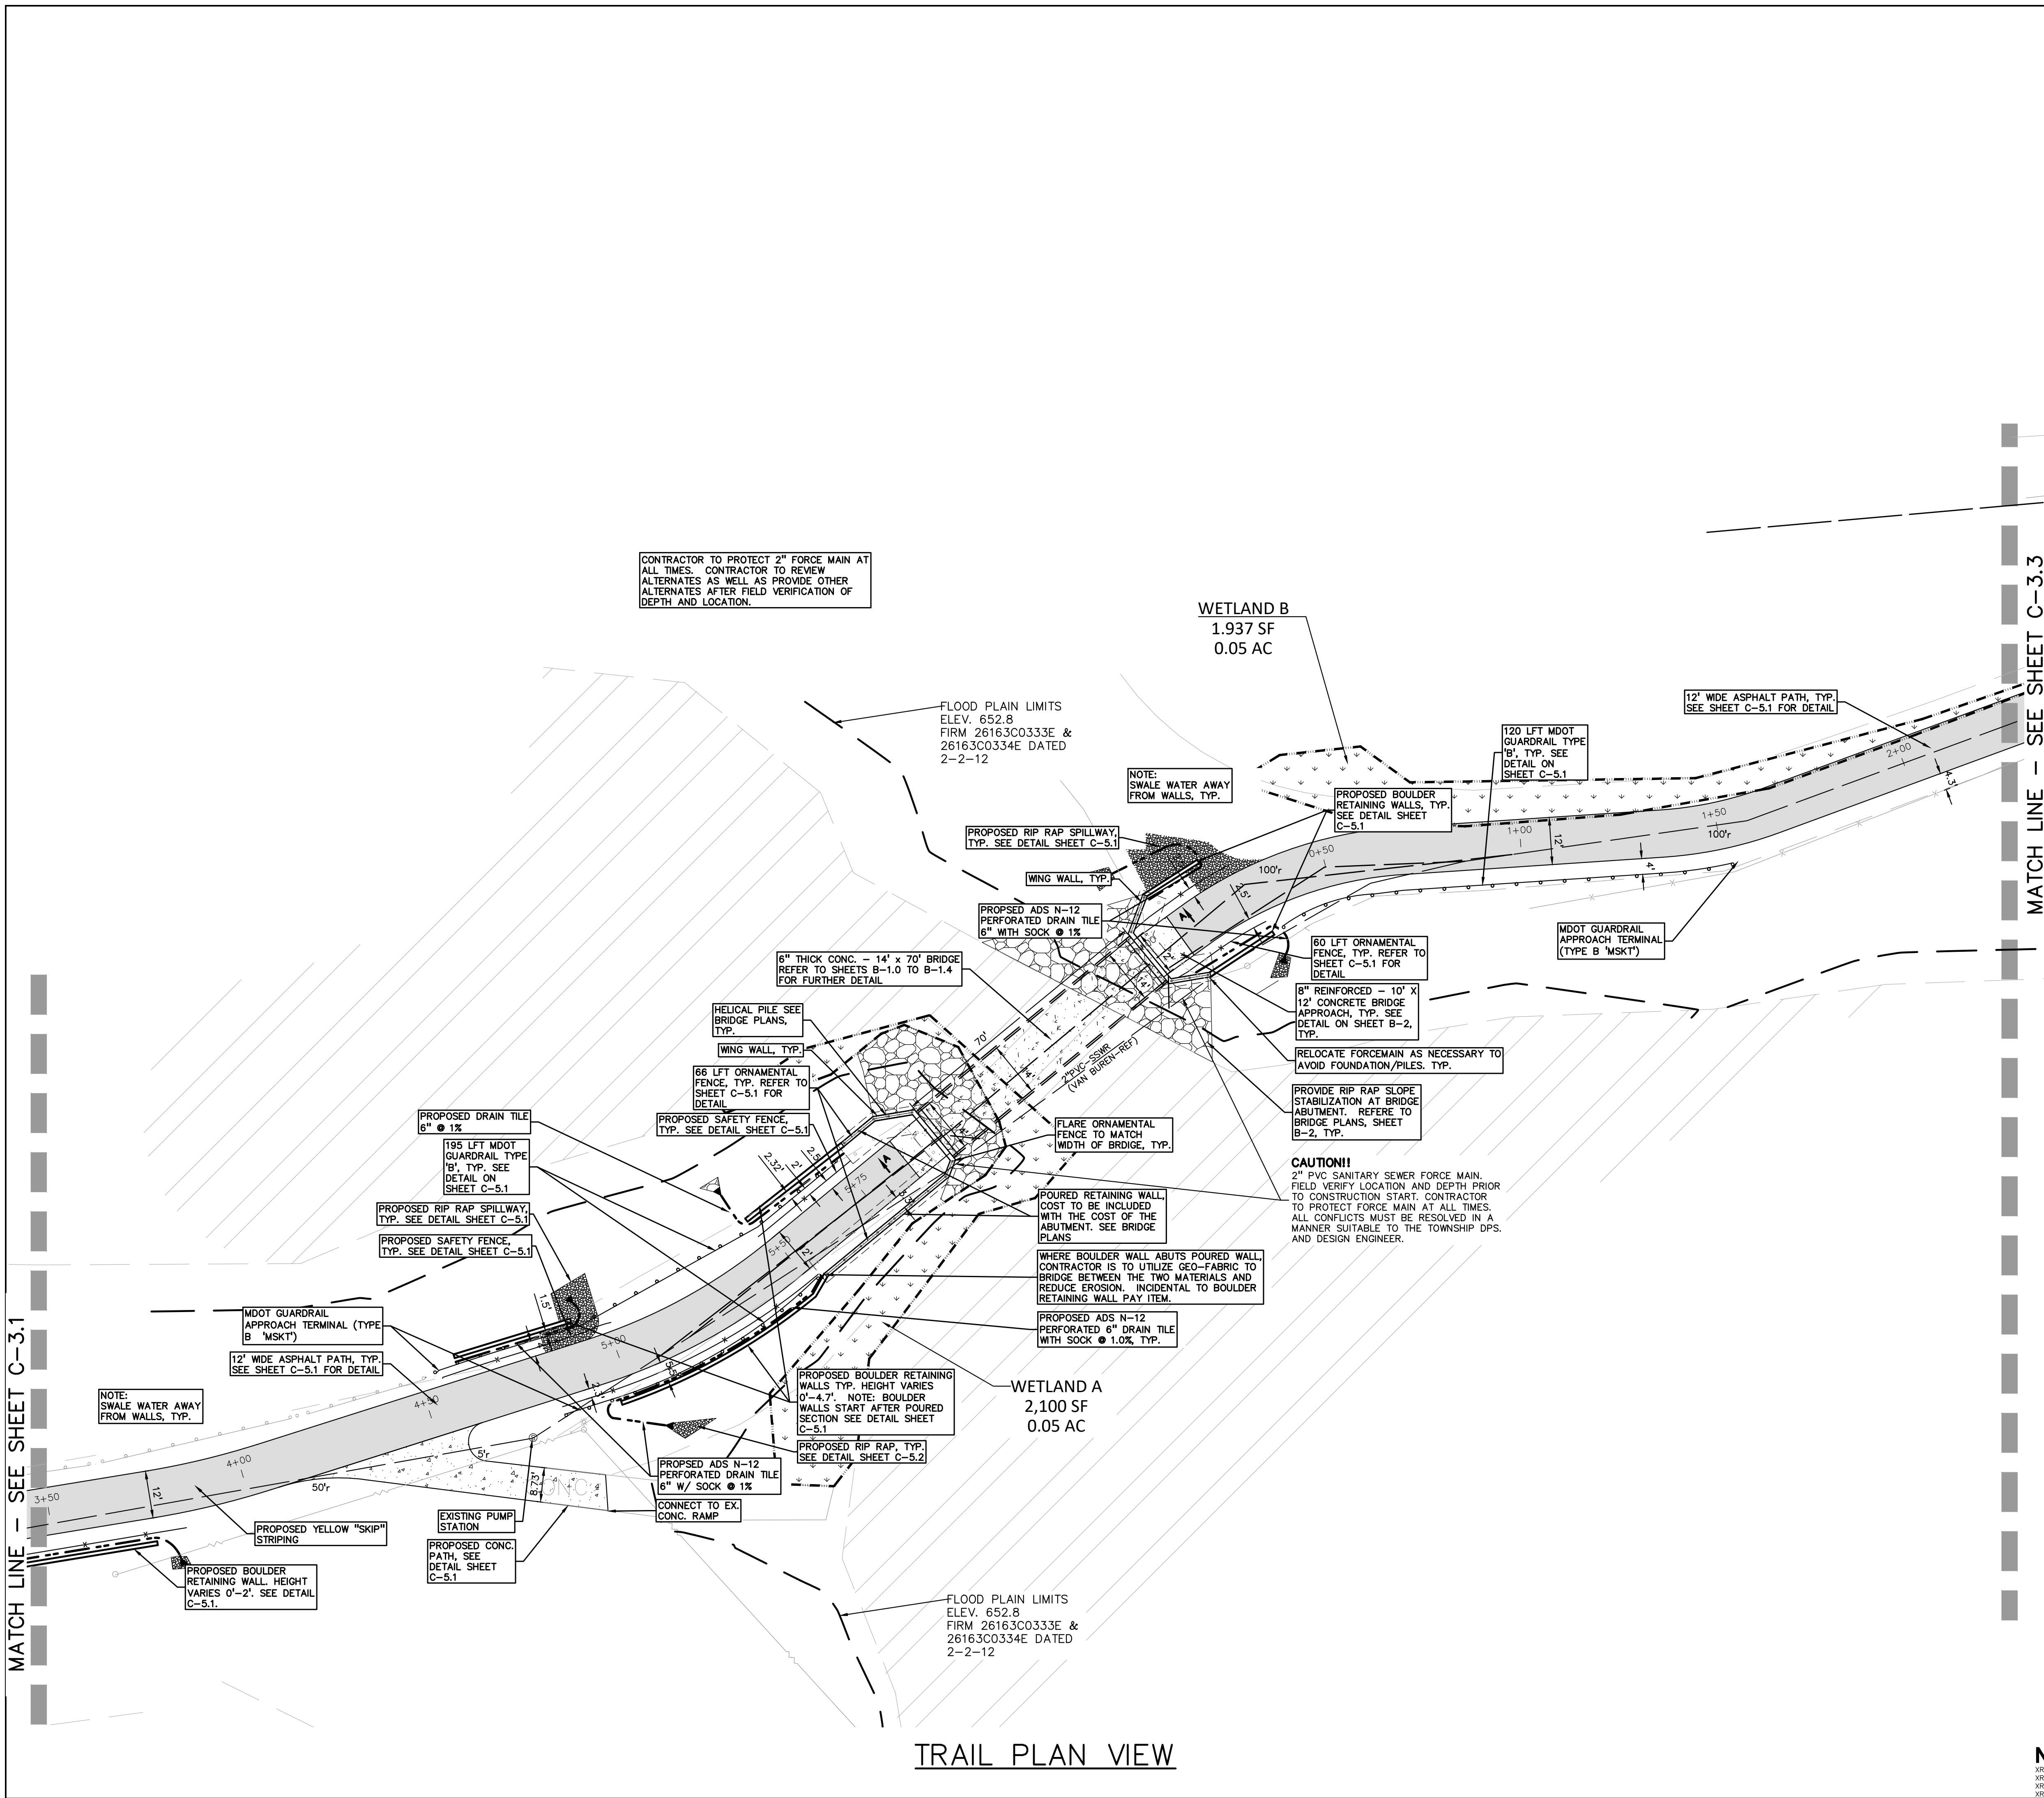 CONTRACTOR TO PROTECT 2" FORCE MAIN AT
ALL TIMES. CONTRACTOR TO REVIEW
ALTERNATES AS WELL AS PROVIDE OTHER
ALTERNATES AFTER FIELD VERIFICATION OF
DEPTH AND LOCATION.
WETLAND B
1.937 SF
0.05 AC
FLOOD PLAIN LIMITS
ELEV. 652.8
FIRM 26163C0333E &
26163C0334E DATED
2-2-12
NOTE:
SWALE WATER AWAY
FROM WALLS, TYP.
12' WIDE ASPHALT PATH, TYP.
SEE SHEET C-5.1 FOR DETAIL
120 LFT MDOT
GUARDRAIL TYPE
'B', TYP. SEE
DETAIL ON
SHEET C-5.1
PROPOSED BOULDER
RETAINING WALLS, TYP.
SEE DETAIL SHEET
C-5.1
PROPOSED RIP RAP SPILLWAY,
TYP. SEE DETAIL SHEET C-5.1
WING WALL, TYP.
PROPSED ADS N-12
PERFORATED DRAIN TILE
6" WITH SOCK @ 1%
6" THICK CONC. - 14' x 70' BRIDGE
REFER TO SHEETS B-1.0 TO B-1.4
FOR FURTHER DETAIL
60 LFT ORNAMENTAL
FENCE, TYP. REFER TO
SHEET C-5.1 FOR
DETAIL
MDOT GUARDRAIL
APPROACH TERMINAL
(TYPE B 'MSKT')
8" REINFORCED - 10' X
12' CONCRETE BRIDGE
APPROACH, TYP. SEE
DETAIL ON SHEET B-2,
TYP.
RELOCATE FORCEMAIN AS NECESSARY TO
AVOID FOUNDATION/PILES. TYP.
PROVIDE RIP RAP SLOPE
STABILIZATION AT BRIDGE
ABUTMENT. REFERE TO
BRIDGE PLANS, SHEET
B-2, TYP.
CAUTION!!
2" PVC SANITARY SEWER FORCE MAIN.
FIELD VERIFY LOCATION AND DEPTH PRIOR
TO CONSTRUCTION START. CONTRACTOR
TO PROTECT FORCE MAIN AT ALL TIMES.
ALL CONFLICTS MUST BE RESOLVED IN A
MANNER SUITABLE TO THE TOWNSHIP DPS.
AND DESIGN ENGINEER.
HELICAL PILE SEE
BRIDGE PLANS,
TYP.
WING WALL, TYP.
66 LFT ORNAMENTAL
FENCE, TYP. REFER TO
SHEET C-5.1 FOR
DETAIL
PROPOSED SAFETY FENCE,
TYP. SEE DETAIL SHEET C-5.1
PROPOSED DRAIN TILE
6" @ 1%
195 LFT MDOT
GUARDRAIL TYPE
'B', TYP. SEE
DETAIL ON
SHEET C-5.1
PROPOSED RIP RAP SPILLWAY,
TYP. SEE DETAIL SHEET C-5.1
PROPOSED SAFETY FENCE,
TYP. SEE DETAIL SHEET C-5.1
FLARE ORNAMENTAL
FENCE TO MATCH
WIDTH OF BRDIGE, TYP.
POURED RETAINING WALL,
COST TO BE INCLUDED
WITH THE COST OF THE
ABUTMENT. SEE BRIDGE
PLANS
WHERE BOULDER WALL ABUTS POURED WALL,
CONTRACTOR IS TO UTILIZE GEO-FABRIC TO
BRIDGE BETWEEN THE TWO MATERIALS AND
REDUCE EROSION. INCIDENTAL TO BOULDER
RETAINING WALL PAY ITEM.
PROPOSED ADS N-12
PERFORATED 6" DRAIN TILE
WITH SOCK @ 1.0%, TYP.
MDOT GUARDRAIL
APPROACH TERMINAL (TYPE
B 'MSKT')
12' WIDE ASPHALT PATH, TYP.
SEE SHEET C-5.1 FOR DETAIL
NOTE:
SWALE WATER AWAY
FROM WALLS, TYP.
PROPOSED BOULDER RETAINING
WALLS TYP. HEIGHT VARIES
0'-4.7'. NOTE: BOULDER
WALLS START AFTER POURED
SECTION SEE DETAIL SHEET
C-5.1
WETLAND A
2,100 SF
0.05 AC
PROPOSED RIP RAP, TYP.
SEE DETAIL SHEET C-5.2
PROPSED ADS N-12
PERFORATED DRAIN TILE
6" W/ SOCK @ 1%
CONNECT TO EX.
CONC. RAMP
EXISTING PUMP
STATION
PROPOSED CONC.
PATH, SEE
DETAIL SHEET
C-5.1
PROPOSED YELLOW "SKIP"
STRIPING
PROPOSED BOULDER
RETAINING WALL. HEIGHT
VARIES 0'-2'. SEE DETAIL
C-5.1.
FLOOD PLAIN LIMITS
ELEV. 652.8
FIRM 26163C0333E &
26163C0334E DATED
2-2-12
2"PVC-SSWR
(VAN BUREN-REF)
3+50
4+00
4+50
5+00
5+50
5+75
0+50
1+00
1+50
2+00
100'r
100'r
50'r
5'r
12'
12'
4'
4.3'
70'
14'
2.32'
2'
2.5'
1.5'
8.73'
CONC
A
A
MATCH LINE - SEE SHEET C-3.1
MATCH LINE - SEE SHEET C-3.3
TRAIL PLAN VIEW